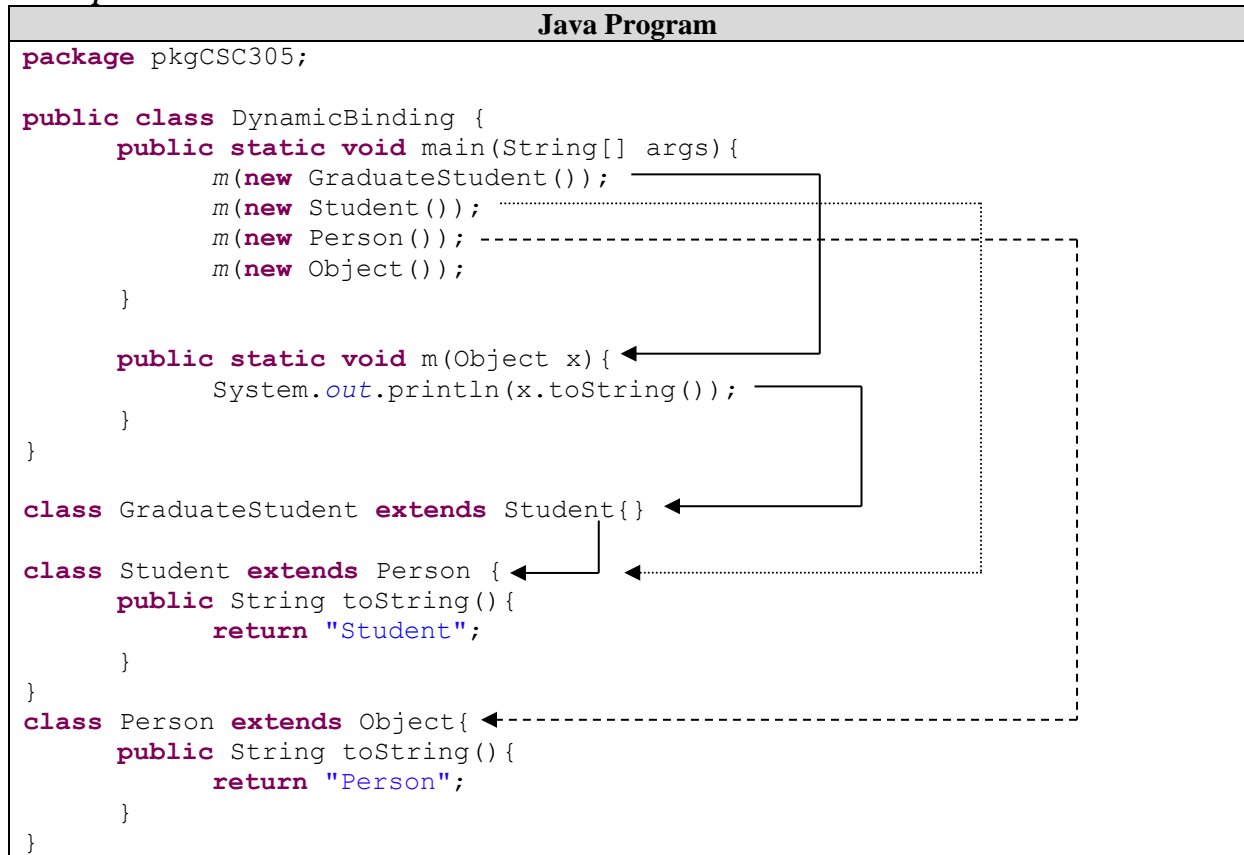 Java Program
package pkgCSC305;
public class DynamicBinding {
public static void main(String[] args){
m(new GraduateStudent());
m(new Student());
m(new Person());
m(new Object());
}
public static void m(Object x){
System.out.println(x.toString());
}
}
class GraduateStudent extends Student{}
class Student extends Person {
public String toString(){
return "Student";
}
}
class Person extends Object{
public String toString(){
return "Person";
}
}